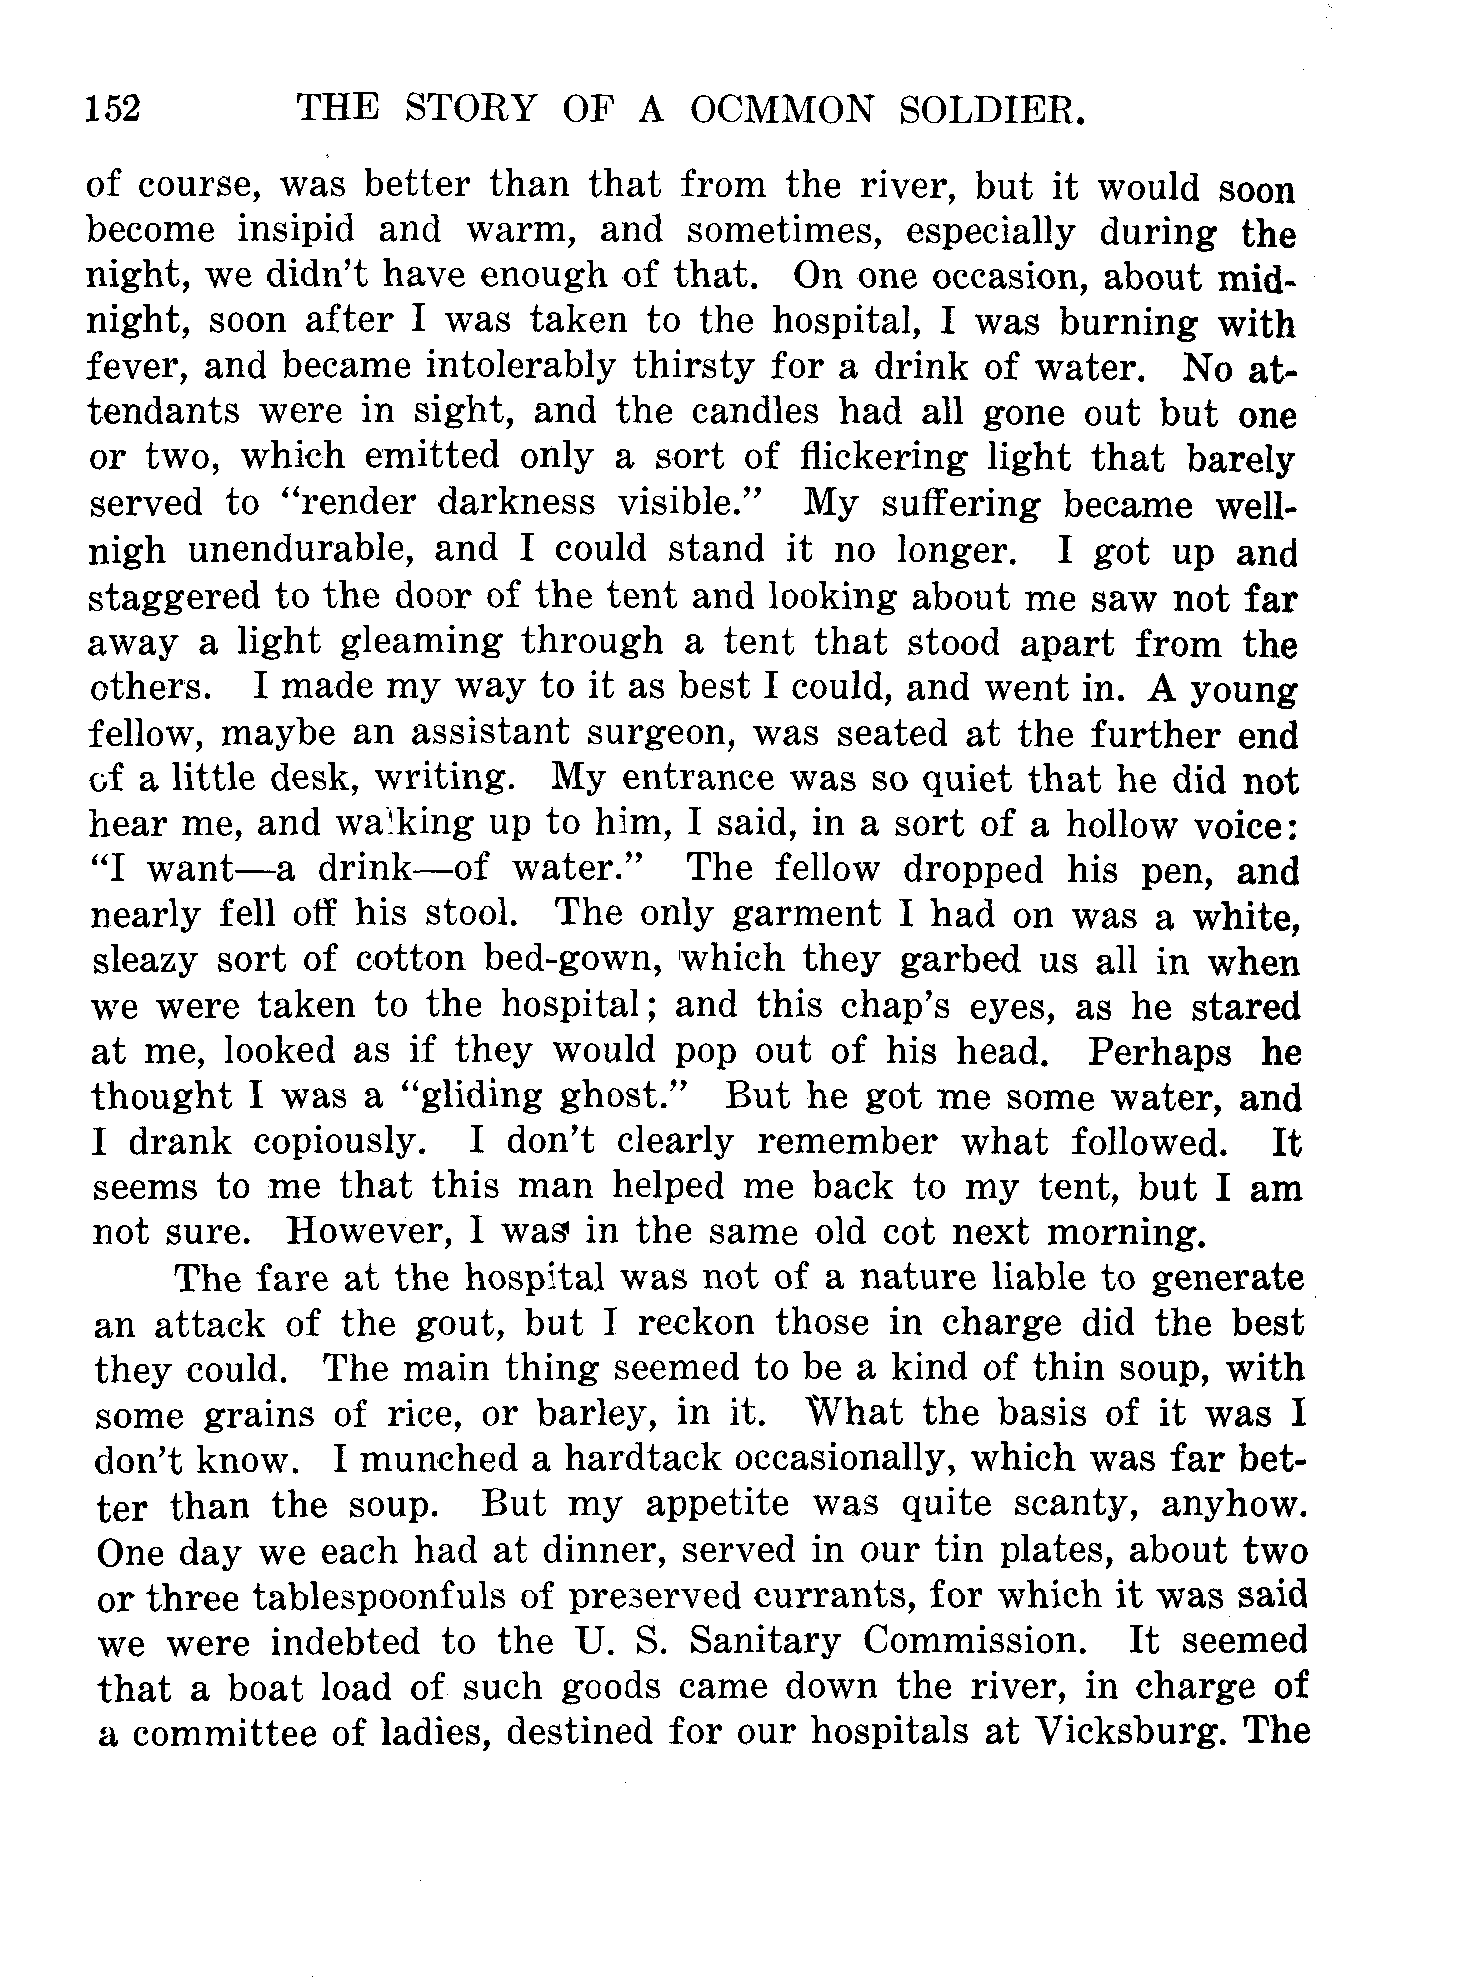 152 THE STORY OF A OCMMON SOLDIER.
of course, was better than that from the river, but it would soon
become insipid and warm, and sometimes, especially during the
night, we didn't have enough of that. On one occasion, about mid-
night, soon after I was taken to the hospital, I was burning with
fever, and became intolerably thirsty for a drink of water. No at-
tendants were in sight, and the candles had all gone out but one
or two, which emitted only a sort of flickering light that barely
served to “render darkness visible.” My suffering became well-
nigh unendurable, and I could stand it no longer. I got up and
staggered to the door of the tent and looking about me saw not far
away a light gleaming through a tent that stood apart from the
others. I made my way to it as best I could, and went in. A young
fellow, maybe an assistant surgeon, was seated at the further end
of a little desk, writing. My entrance was so quiet that he did not
hear me, and walking up to him, I said, in a sort of a hollow voice:
“I want—a drink—of water.” The fellow dropped his pen, and
nearly fell off his stool. The only garment I had on was a white,
sleazy sort of cotton bed-gown, which they garbed us all in when
we were taken to the hospital; and this chap's eyes, as he stared
at me, looked as if they would pop out of his head. Perhaps he
thought I was a “gliding ghost.” But he got me some water, and
I drank copiously. I don't clearly remember what followed. It
seems to me that this man helped me back to my tent, but I am
not sure. However, I was in the same old cot next morning.
The fare at the hospital was not of a nature liable to generate
an attack of the gout, but I reckon those in charge did the best
they could. The main thing seemed to be a kind of thin soup, with
some grains of rice, or barley, in it. What the basis of it was I
don't know. I munched a hardtack occasionally, which was far bet-
ter than the soup. But my appetite was quite scanty, anyhow.
One day we each had at dinner, served in our tin plates, about two
or three tablespoonfuls of preserved currants, for which it was said
we were indebted to the U. S. Sanitary Commission. It seemed
that a boat load of such goods came down the river, in charge of
a committee of ladies, destined for our hospitals at Vicksburg. The